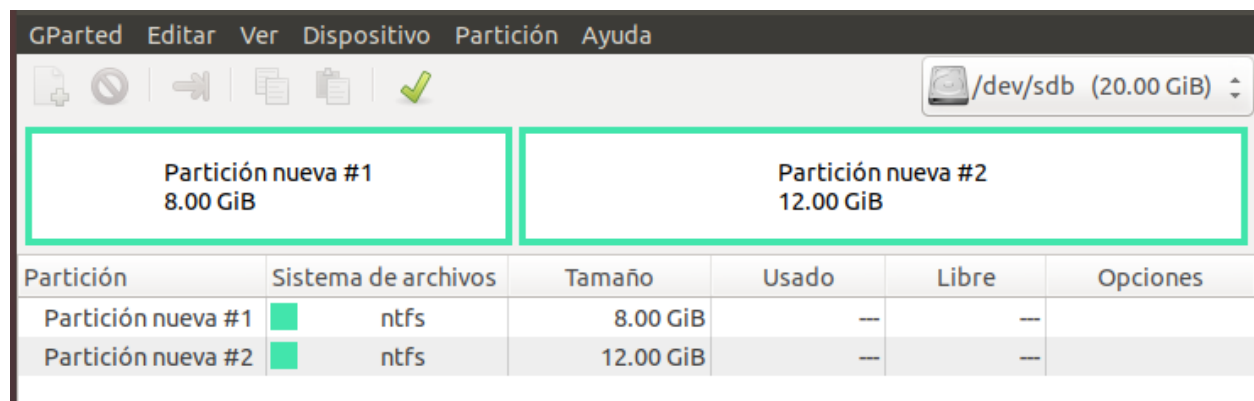 GParted Editar Ver Dispositivo Partición Ayuda
/dev/sdb (20.00 GiB)
Partición nueva #1
8.00 GiB
Partición nueva #2
12.00 GiB
Partición Sistema de archivos Tamaño Usado Libre Opciones
Partición nueva #1 ntfs 8.00 GiB --- ---
Partición nueva #2 ntfs 12.00 GiB --- ---